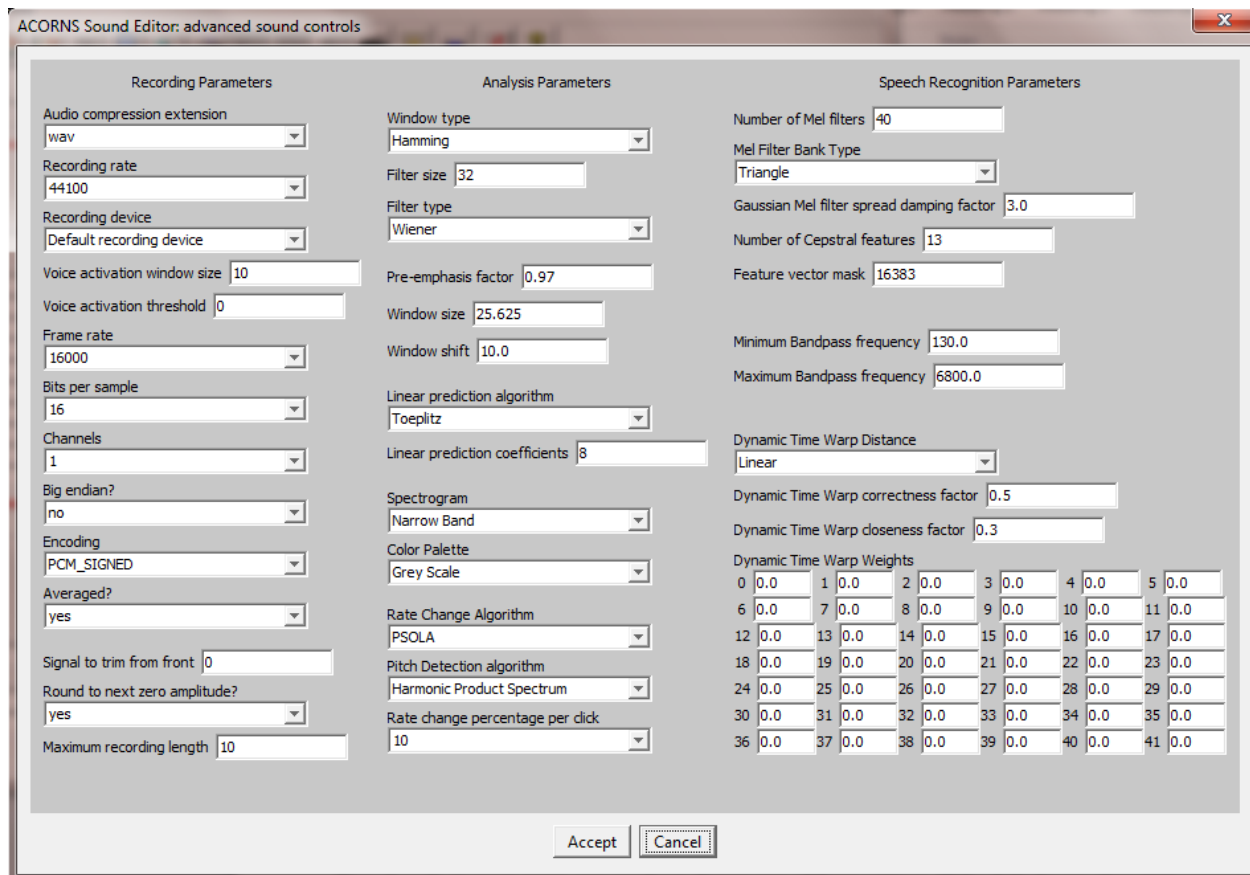 ACORNS Sound Editor: advanced sound controls
Recording Parameters
Audio compression extension
wav
Recording rate
44100
Recording device
Default recording device
Voice activation window size 10
Voice activation threshold 0
Frame rate
16000
Bits per sample
16
Channels
1
Big endian?
no
Encoding
PCM_SIGNED
Averaged?
yes
Signal to trim from front 0
Round to next zero amplitude?
yes
Maximum recording length 10
Analysis Parameters
Window type
Hamming
Filter size 32
Filter type
Wiener
Pre-emphasis factor 0.97
Window size 25.625
Window shift 10.0
Linear prediction algorithm
Toeplitz
Linear prediction coefficients 8
Spectrogram
Narrow Band
Color Palette
Grey Scale
Rate Change Algorithm
PSOLA
Pitch Detection algorithm
Harmonic Product Spectrum
Rate change percentage per click
10
Speech Recognition Parameters
Number of Mel filters 40
Mel Filter Bank Type
Triangle
Gaussian Mel filter spread damping factor 3.0
Number of Cepstral features 13
Feature vector mask 16383
Minimum Bandpass frequency 130.0
Maximum Bandpass frequency 6800.0
Dynamic Time Warp Distance
Linear
Dynamic Time Warp correctness factor 0.5
Dynamic Time Warp closeness factor 0.3
Dynamic Time Warp Weights
0 0.0 1 0.0 2 0.0 3 0.0 4 0.0 5 0.0
6 0.0 7 0.0 8 0.0 9 0.0 10 0.0 11 0.0
12 0.0 13 0.0 14 0.0 15 0.0 16 0.0 17 0.0
18 0.0 19 0.0 20 0.0 21 0.0 22 0.0 23 0.0
24 0.0 25 0.0 26 0.0 27 0.0 28 0.0 29 0.0
30 0.0 31 0.0 32 0.0 33 0.0 34 0.0 35 0.0
36 0.0 37 0.0 38 0.0 39 0.0 40 0.0 41 0.0
Accept Cancel